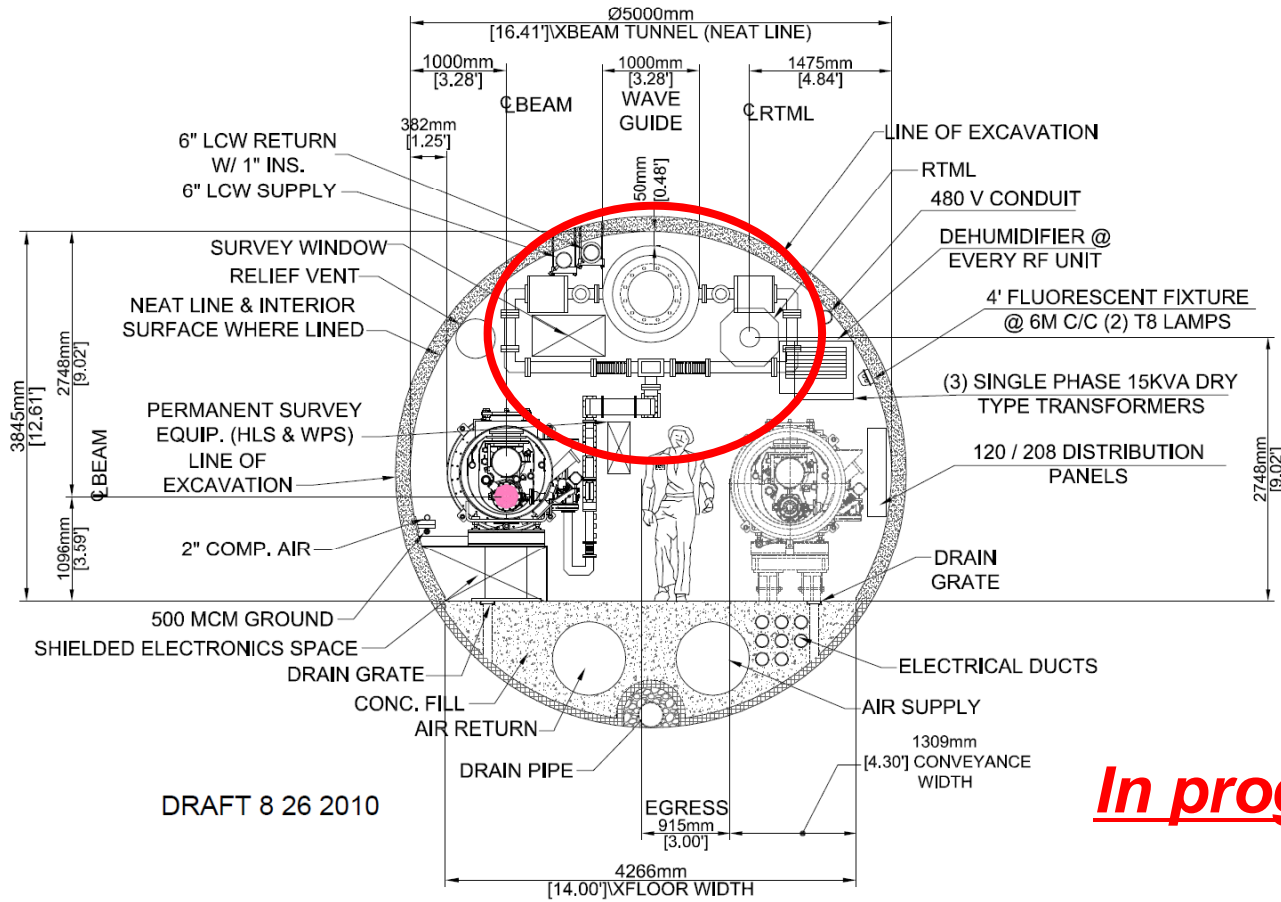 Ø5000mm
[16.41']\XBEAM TUNNEL (NEAT LINE)
1000mm
[3.28']
1000mm
[3.28']
1475mm
[4.84']
℄BEAM
WAVE
GUIDE
℄RTML
382mm
[1.25']
50mm
[0.48']
6" LCW RETURN
W/ 1" INS.
6" LCW SUPPLY
SURVEY WINDOW
RELIEF VENT
NEAT LINE & INTERIOR
SURFACE WHERE LINED
PERMANENT SURVEY
EQUIP. (HLS & WPS)
LINE OF
EXCAVATION
2" COMP. AIR
500 MCM GROUND
SHIELDED ELECTRONICS SPACE
DRAIN GRATE
CONC. FILL
AIR RETURN
DRAIN PIPE
3845mm
[12.61']
2748mm
[9.02']
℄BEAM
1096mm
[3.59']
LINE OF EXCAVATION
RTML
480 V CONDUIT
DEHUMIDIFIER @
EVERY RF UNIT
4' FLUORESCENT FIXTURE
@ 6M C/C (2) T8 LAMPS
(3) SINGLE PHASE 15KVA DRY
TYPE TRANSFORMERS
120 / 208 DISTRIBUTION
PANELS
2748mm
[9.02']
DRAIN
GRATE
ELECTRICAL DUCTS
AIR SUPPLY
1309mm
[4.30'] CONVEYANCE
WIDTH
EGRESS
915mm
[3.00']
4266mm
[14.00']\XFLOOR WIDTH
DRAFT 8 26 2010
In prog